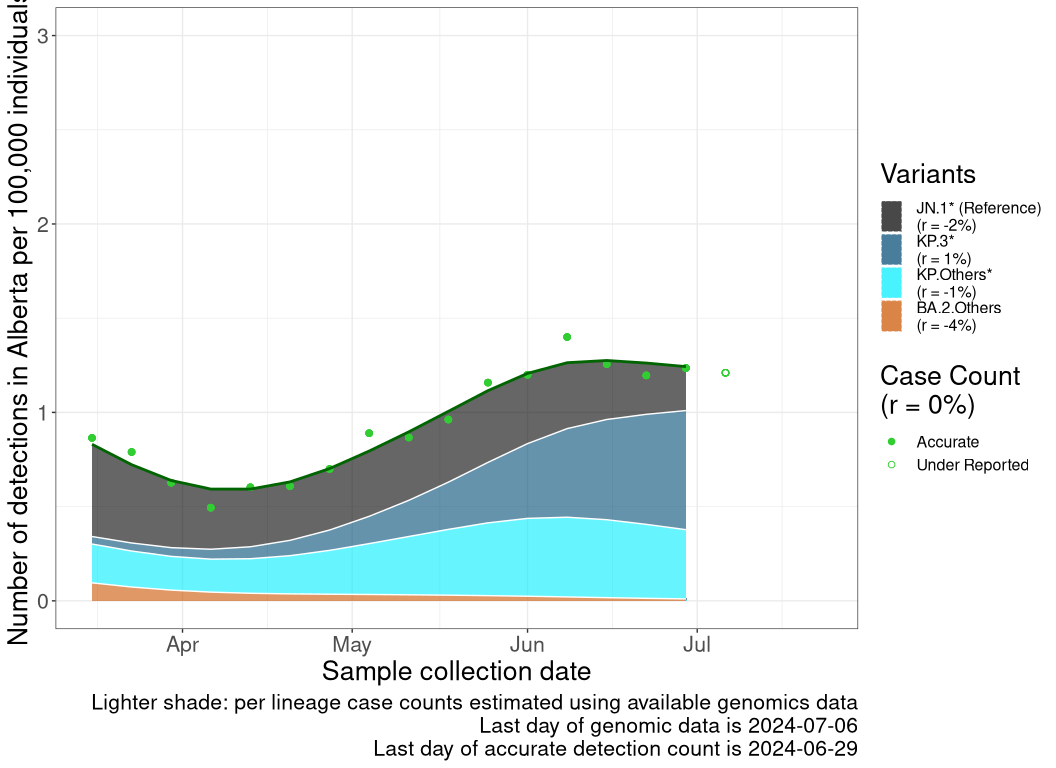 Number of detections in Alberta per 100,000 individuals
3
2
1
0
Apr
May
Jun
Jul
Sample collection date
Lighter shade: per lineage case counts estimated using available genomics data
Last day of genomic data is 2024-07-06
Last day of accurate detection count is 2024-06-29
Variants
JN.1* (Reference)
(r = -2%)
KP.3*
(r = 1%)
KP.Others*
(r = -1%)
BA.2.Others
(r = -4%)
Case Count
(r = 0%)
Accurate
Under Reported